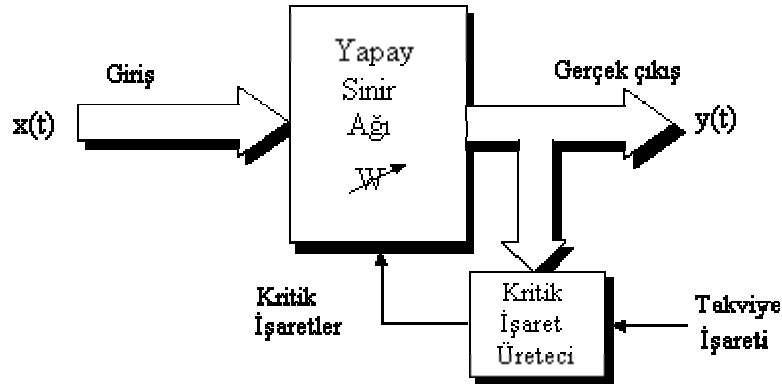 Yapay
Sinir
Ağı
W
Giriş
x(t)
Gerçek çıkış
y(t)
Kritik
İşaretler
Kritik
İşaret
Üreteci
Takviye
İşareti